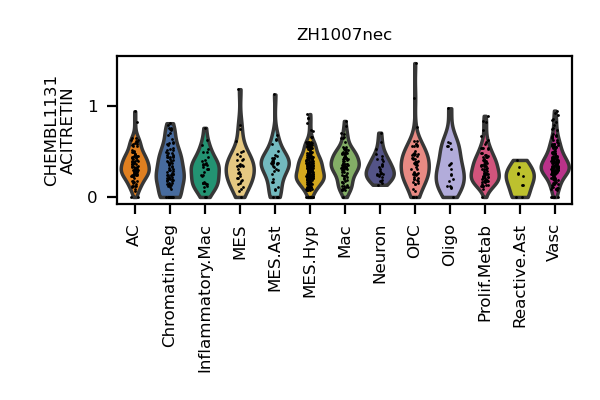 ZH1007nec
CHEMBL1131
ACITRETIN
1
0
AC
Chromatin.Reg
Inflammatory.Mac
MES
MES.Ast
MES.Hyp
Mac
Neuron
OPC
Oligo
Prolif.Metab
Reactive.Ast
Vasc